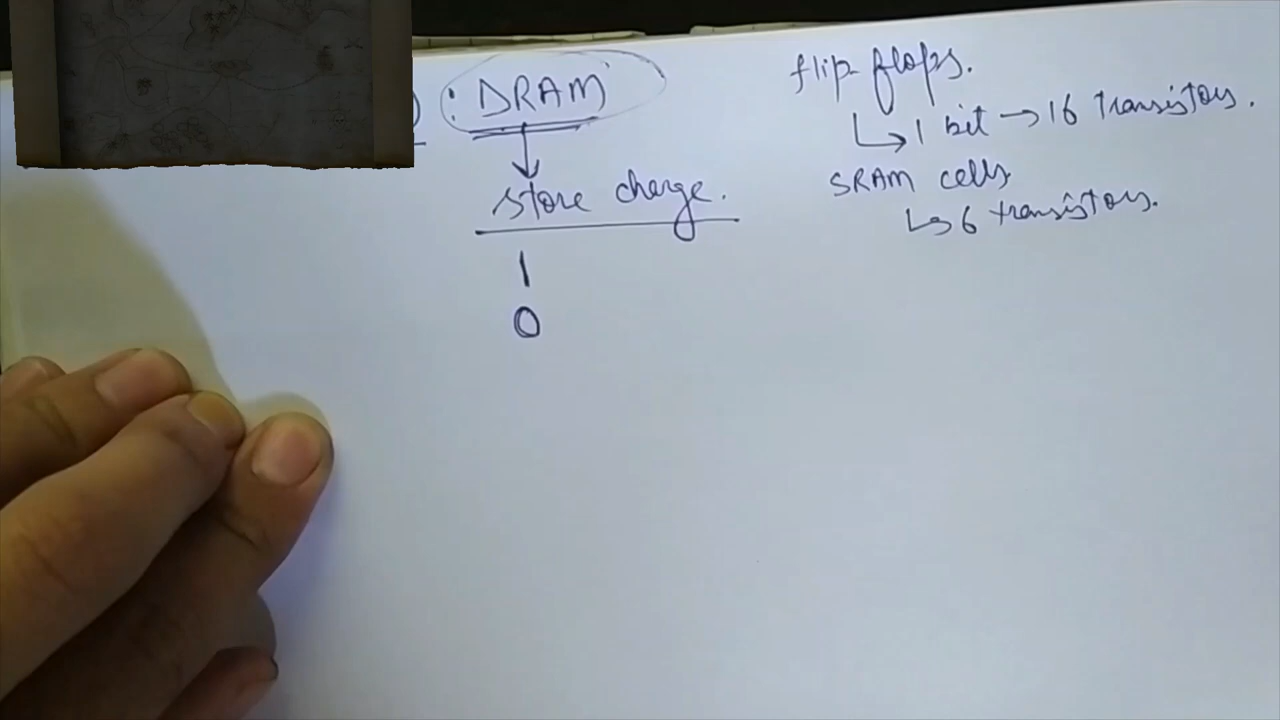 ) : DRAM
store charge.
1
0
flip-flops.
↳ 1 bit → 16 transistors.
SRAM cells
↳ 6 transistors.